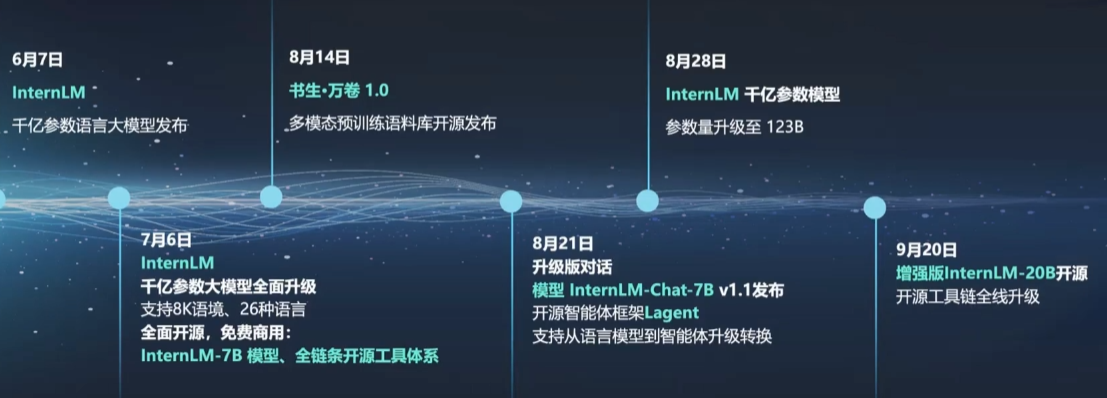 6月7日
InternLM
千亿参数语言大模型发布
7月6日
InternLM
千亿参数大模型全面升级
支持8K语境、26种语言
全面开源，免费商用：
InternLM-7B 模型、全链条开源工具体系
8月14日
书生·万卷 1.0
多模态预训练语料库开源发布
8月21日
升级版对话
模型 InternLM-Chat-7B v1.1发布
开源智能体框架Lagent
支持从语言模型到智能体升级转换
8月28日
InternLM 千亿参数模型
参数量升级至 123B
9月20日
增强版InternLM-20B开源
开源工具链全线升级